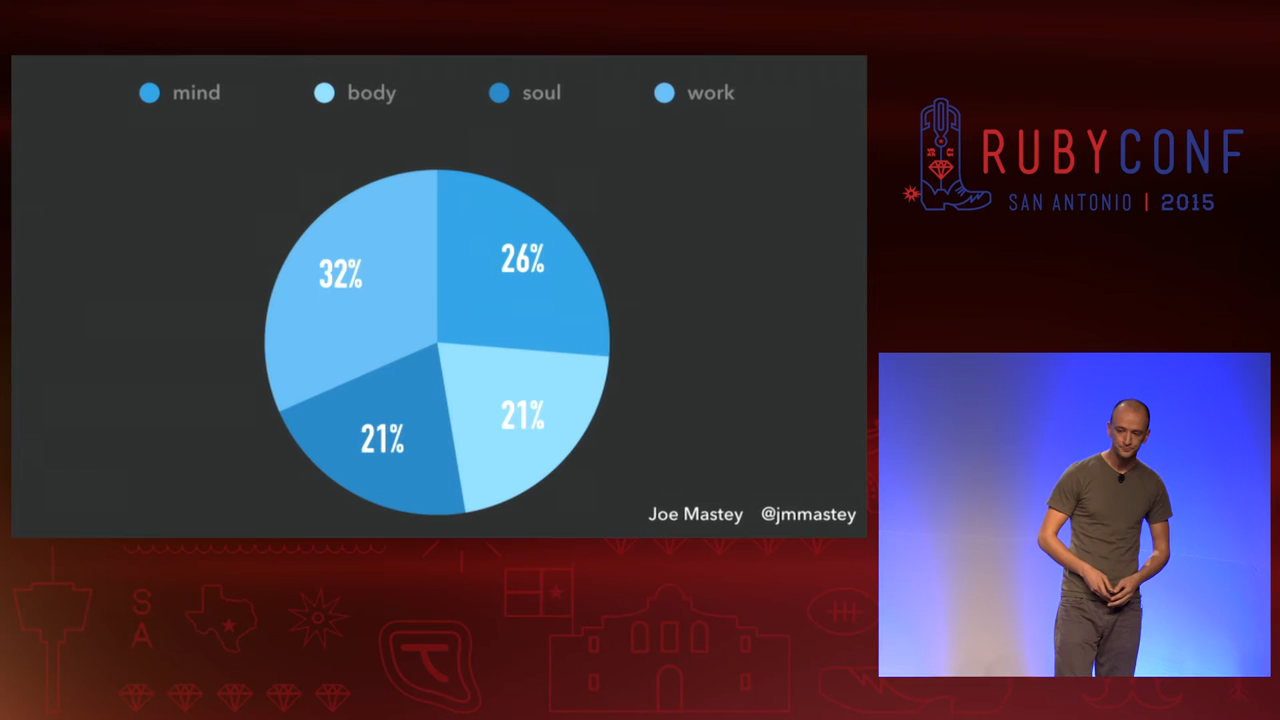 mind body soul work
32%
26%
21%
21%
Joe Mastey @jmmastey
RUBYCONF
SAN ANTONIO | 2015
S
A